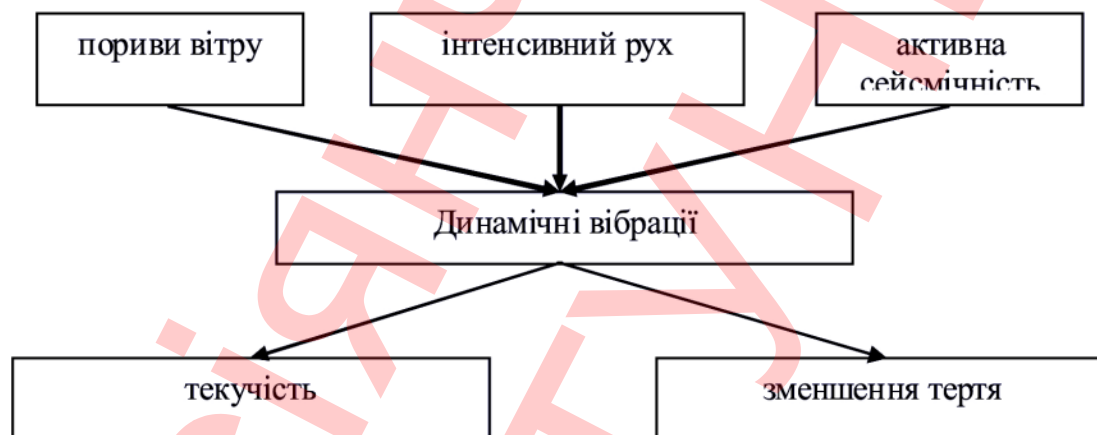 пориви вітру
інтенсивний рух
активна
сейсмічність
Динамічні вібрації
текучість
зменшення тертя